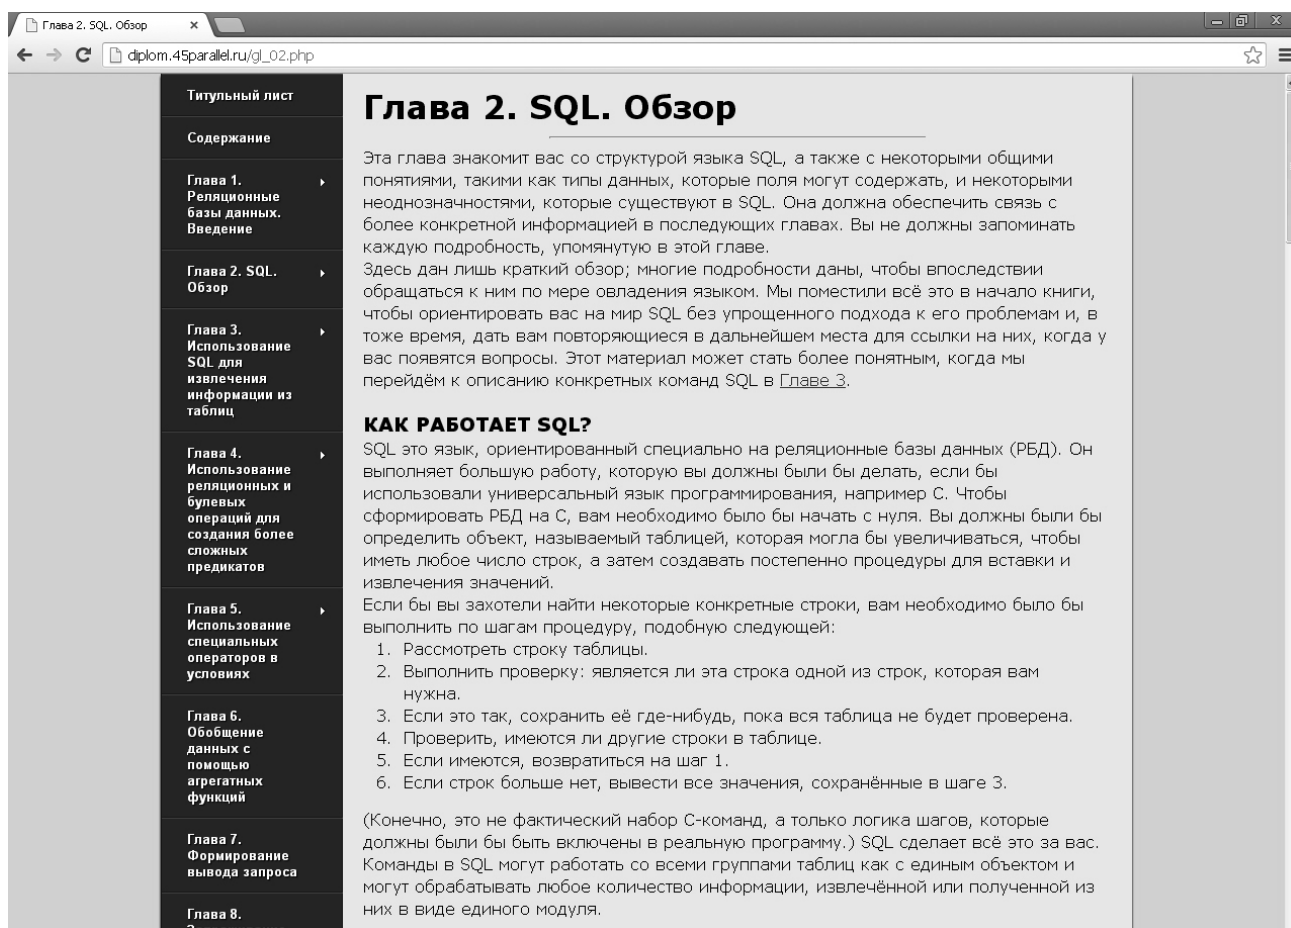 Глава 2. SQL. Обзор
diplom.45parallel.ru/gl_02.php
Титульный лист
Содержание
Глава 1.
Реляционные
базы данных.
Введение
Глава 2. SQL.
Обзор
Глава 3.
Использование
SQL для
извлечения
информации из
таблиц
Глава 4.
Использование
реляционных и
булевых
операций для
создания более
сложных
предикатов
Глава 5.
Использование
специальных
операторов в
условиях
Глава 6.
Обобщение
данных с
помощью
агрегатных
функций
Глава 7.
Формирование
вывода запроса
Глава 8.
Глава 2. SQL. Обзор
Эта глава знакомит вас со структурой языка SQL, а также с некоторыми общими
понятиями, такими как типы данных, которые поля могут содержать, и некоторыми
неоднозначностями, которые существуют в SQL. Она должна обеспечить связь с
более конкретной информацией в последующих главах. Вы не должны запоминать
каждую подробность, упомянутую в этой главе.
Здесь дан лишь краткий обзор; многие подробности даны, чтобы впоследствии
обращаться к ним по мере овладения языком. Мы поместили всё это в начало книги,
чтобы ориентировать вас на мир SQL без упрощенного подхода к его проблемам и, в
тоже время, дать вам повторяющиеся в дальнейшем места для ссылки на них, когда у
вас появятся вопросы. Этот материал может стать более понятным, когда мы
перейдём к описанию конкретных команд SQL в Главе 3.
КАК РАБОТАЕТ SQL?
SQL это язык, ориентированный специально на реляционные базы данных (РБД). Он
выполняет большую работу, которую вы должны были бы делать, если бы
использовали универсальный язык программирования, например C. Чтобы
сформировать РБД на C, вам необходимо было бы начать с нуля. Вы должны были бы
определить объект, называемый таблицей, которая могла бы увеличиваться, чтобы
иметь любое число строк, а затем создавать постепенно процедуры для вставки и
извлечения значений.
Если бы вы захотели найти некоторые конкретные строки, вам необходимо было бы
выполнить по шагам процедуру, подобную следующей:
1. Рассмотреть строку таблицы.
2. Выполнить проверку: является ли эта строка одной из строк, которая вам
нужна.
3. Если это так, сохранить её где-нибудь, пока вся таблица не будет проверена.
4. Проверить, имеются ли другие строки в таблице.
5. Если имеются, возвратиться на шаг 1.
6. Если строк больше нет, вывести все значения, сохранённые в шаге 3.
(Конечно, это не фактический набор C-команд, а только логика шагов, которые
должны были бы быть включены в реальную программу.) SQL сделает всё это за вас.
Команды в SQL могут работать со всеми группами таблиц как с единым объектом и
могут обрабатывать любое количество информации, извлечённой или полученной из
них в виде единого модуля.